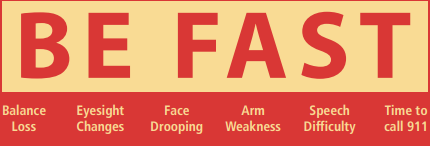 BE FAST
Balance Loss
Eyesight Changes
Face Drooping
Arm Weakness
Speech Difficulty
Time to call 911